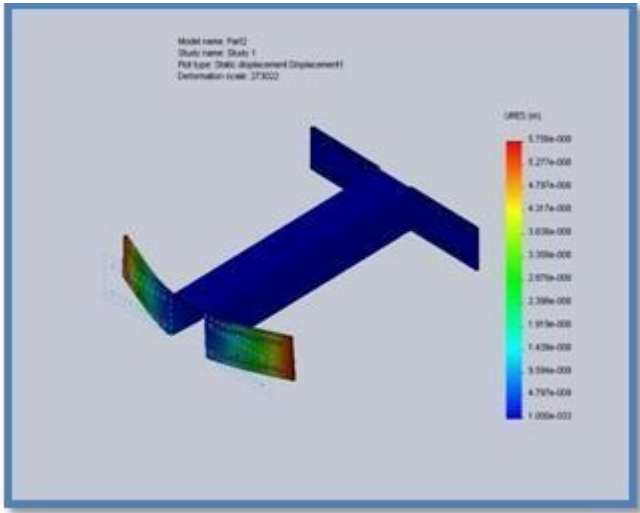 Model name: Part2
Study name: Study 1
Plot type: Static displacement Displacement1
Deformation scale: 273022
URES (m)
5.756e-008
5.277e-008
4.797e-008
4.317e-008
3.838e-008
3.358e-008
2.878e-008
2.398e-008
1.919e-008
1.439e-008
9.594e-009
4.797e-009
1.000e-033